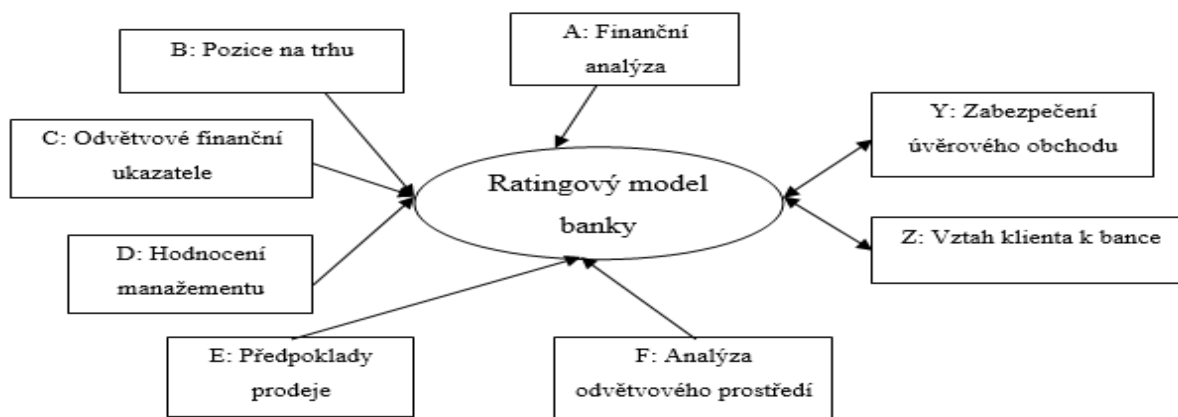 A: Finanční
analýza
B: Pozice na trhu
C: Odvětvové finanční
ukazatele
D: Hodnocení
manažementu
E: Předpoklady
prodeje
F: Analýza
odvětvového prostředí
Y: Zabezpečení
úvěrového obchodu
Z: Vztah klienta k bance
Ratingový model
banky